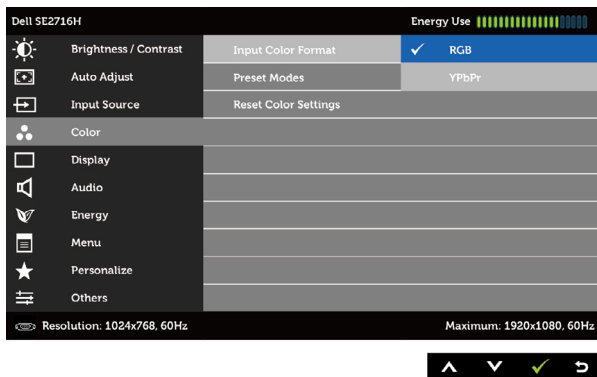 Dell SE2716H Energy Use
Brightness / Contrast Input Color Format RGB
Auto Adjust Preset Modes YPbPr
Input Source Reset Color Settings
Color
Display
Audio
Energy
Menu
Personalize
Others
Resolution: 1024x768, 60Hz Maximum: 1920x1080, 60Hz